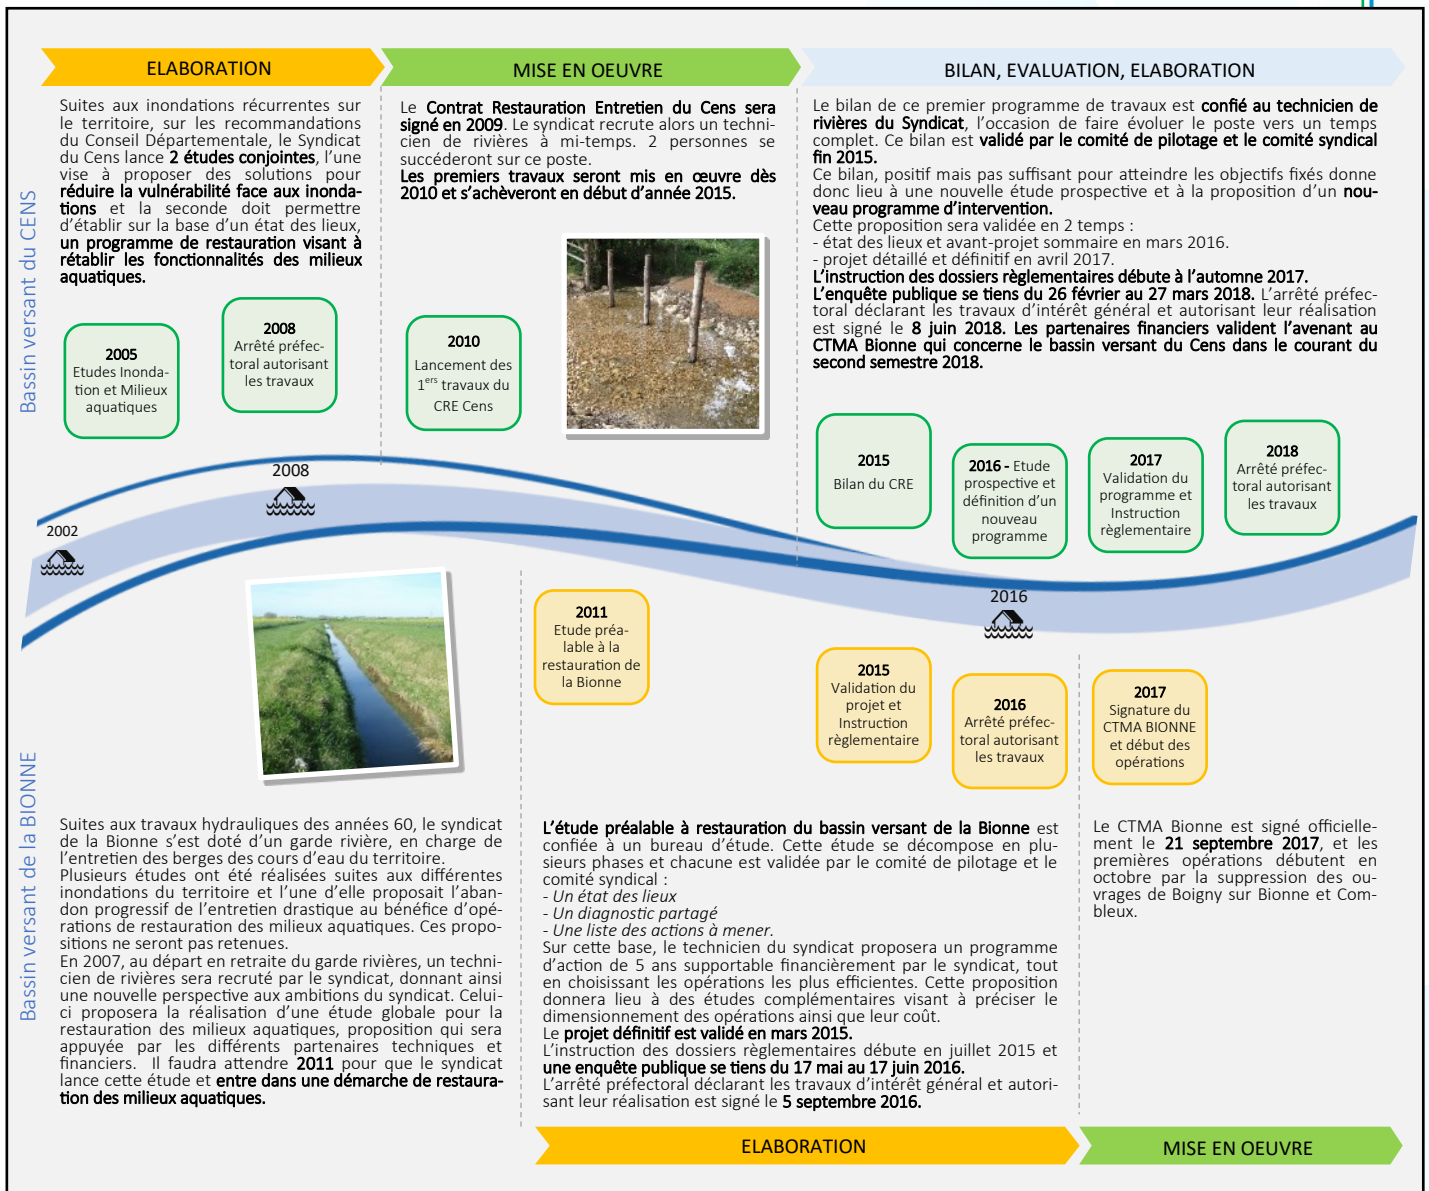 ELABORATION
MISE EN OEUVRE
BILAN, EVALUATION, ELABORATION
Bassin versant du CENS
Suites aux inondations récurrentes sur
le territoire, sur les recommandations
du Conseil Départementale, le Syndicat
du Cens lance 2 études conjointes, l'une
vise à proposer des solutions pour
réduire la vulnérabilité face aux inonda-
tions et la seconde doit permettre
d'établir sur la base d'un état des lieux,
un programme de restauration visant à
rétablir les fonctionnalités des milieux
aquatiques.
Le Contrat Restauration Entretien du Cens sera
signé en 2009. Le syndicat recrute alors un techni-
cien de rivières à mi-temps. 2 personnes se
succéderont sur ce poste.
Les premiers travaux seront mis en œuvre dès
2010 et s'achèveront en début d'année 2015.
Le bilan de ce premier programme de travaux est confié au technicien de
rivières du Syndicat, l'occasion de faire évoluer le poste vers un temps
complet. Ce bilan est validé par le comité de pilotage et le comité syndical
fin 2015.
Ce bilan, positif mais pas suffisant pour atteindre les objectifs fixés donne
donc lieu à une nouvelle étude prospective et à la proposition d'un nou-
veau programme d'intervention.
Cette proposition sera validée en 2 temps :
- état des lieux et avant-projet sommaire en mars 2016.
- projet détaillé et définitif en avril 2017.
L'instruction des dossiers règlementaires débute à l'automne 2017.
L'enquête publique se tiens du 26 février au 27 mars 2018. L'arrêté préfec-
toral déclarant les travaux d'intérêt général et autorisant leur réalisation
est signé le 8 juin 2018. Les partenaires financiers valident l'avenant au
CTMA Bionne qui concerne le bassin versant du Cens dans le courant du
second semestre 2018.
2005
Etudes Inonda-
tion et Milieux
aquatiques
2008
Arrêté préfec-
toral autorisant
les travaux
2010
Lancement des
1ers travaux du
CRE Cens
2015
Bilan du CRE
2016 - Etude
prospective et
définition d'un
nouveau
programme
2017
Validation du
programme et
Instruction
règlementaire
2018
Arrêté préfec-
toral autorisant
les travaux
2002
2008
2016
Bassin versant de la BIONNE
2011
Etude préa-
lable à la
restauration de
la Bionne
2015
Validation du
projet et
Instruction
règlementaire
2016
Arrêté préfec-
toral autorisant
les travaux
2017
Signature du
CTMA BIONNE
et début des
opérations
Suites aux travaux hydrauliques des années 60, le syndicat
de la Bionne s'est doté d'un garde rivière, en charge de
l'entretien des berges des cours d'eau du territoire.
Plusieurs études ont été réalisées suites aux différentes
inondations du territoire et l'une d'elle proposait l'aban-
don progressif de l'entretien drastique au bénéfice d'opé-
rations de restauration des milieux aquatiques. Ces propo-
sitions ne seront pas retenues.
En 2007, au départ en retraite du garde rivières, un techni-
cien de rivières sera recruté par le syndicat, donnant ainsi
une nouvelle perspective aux ambitions du syndicat. Celui-
ci proposera la réalisation d'une étude globale pour la
restauration des milieux aquatiques, proposition qui sera
appuyée par les différents partenaires techniques et
financiers. Il faudra attendre 2011 pour que le syndicat
lance cette étude et entre dans une démarche de restaura-
tion des milieux aquatiques.
L'étude préalable à restauration du bassin versant de la Bionne est
confiée à un bureau d'étude. Cette étude se décompose en plu-
sieurs phases et chacune est validée par le comité de pilotage et le
comité syndical :
- Un état des lieux
- Un diagnostic partagé
- Une liste des actions à mener.
Sur cette base, le technicien du syndicat proposera un programme
d'action de 5 ans supportable financièrement par le syndicat, tout
en choisissant les opérations les plus efficientes. Cette proposition
donnera lieu à des études complémentaires visant à préciser le
dimensionnement des opérations ainsi que leur coût.
Le projet définitif est validé en mars 2015.
L'instruction des dossiers règlementaires débute en juillet 2015 et
une enquête publique se tiens du 17 mai au 17 juin 2016.
L'arrêté préfectoral déclarant les travaux d'intérêt général et autori-
sant leur réalisation est signé le 5 septembre 2016.
Le CTMA Bionne est signé officielle-
ment le 21 septembre 2017, et les
premières opérations débutent en
octobre par la suppression des ou-
vrages de Boigny sur Bionne et Com-
bleux.
ELABORATION
MISE EN OEUVRE